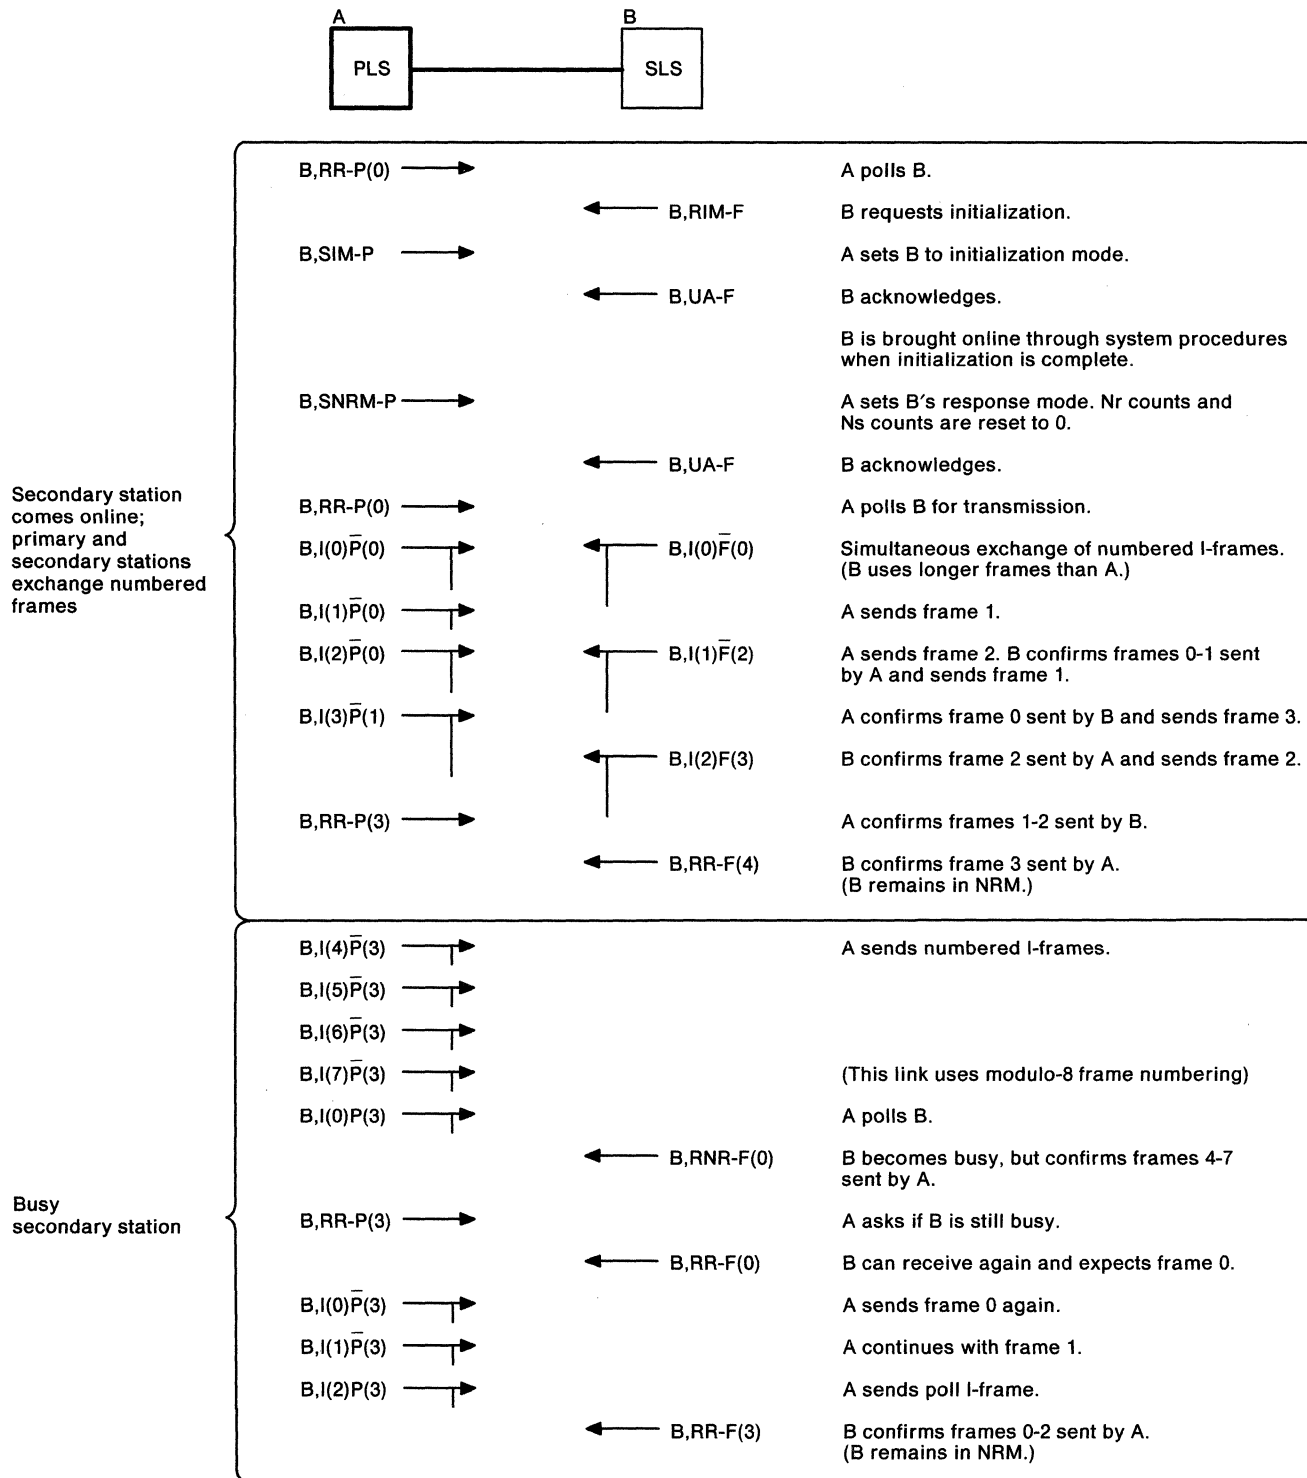 A
B
PLS
SLS
B,RR-P(0)
A polls B.
B,RIM-F
B requests initialization.
B,SIM-P
A sets B to initialization mode.
B,UA-F
B acknowledges.
B is brought online through system procedures
when initialization is complete.
B,SNRM-P
A sets B's response mode. Nr counts and
Ns counts are reset to 0.
B,UA-F
B acknowledges.
Secondary station
comes online;
primary and
secondary stations
exchange numbered
frames
B,RR-P(0)
A polls B for transmission.
B,I(0)P̅(0)
B,I(0)F̅(0)
Simultaneous exchange of numbered I-frames.
(B uses longer frames than A.)
B,I(1)P̅(0)
A sends frame 1.
B,I(2)P̅(0)
B,I(1)F̅(2)
A sends frame 2. B confirms frames 0-1 sent
by A and sends frame 1.
B,I(3)P̅(1)
A confirms frame 0 sent by B and sends frame 3.
B,I(2)F(3)
B confirms frame 2 sent by A and sends frame 2.
B,RR-P(3)
A confirms frames 1-2 sent by B.
B,RR-F(4)
B confirms frame 3 sent by A.
(B remains in NRM.)
B,I(4)P̅(3)
A sends numbered I-frames.
B,I(5)P̅(3)
B,I(6)P̅(3)
B,I(7)P̅(3)
(This link uses modulo-8 frame numbering)
B,I(0)P(3)
A polls B.
B,RNR-F(0)
B becomes busy, but confirms frames 4-7
sent by A.
Busy
secondary station
B,RR-P(3)
A asks if B is still busy.
B,RR-F(0)
B can receive again and expects frame 0.
B,I(0)P̅(3)
A sends frame 0 again.
B,I(1)P̅(3)
A continues with frame 1.
B,I(2)P(3)
A sends poll I-frame.
B,RR-F(3)
B confirms frames 0-2 sent by A.
(B remains in NRM.)